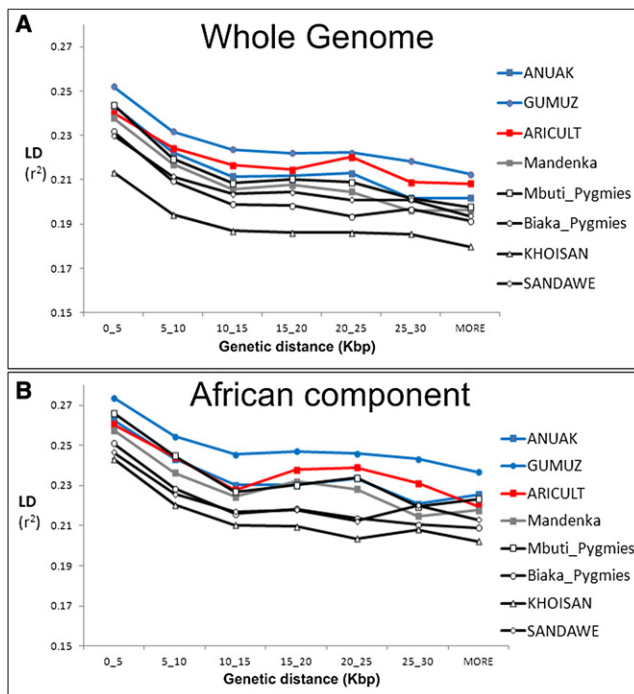 A
Whole Genome
0.27
0.25
0.23
0.21
0.19
0.17
0.15
LD
(r²)
0_5
5_10
10_15
15_20
20_25
25_30
MORE
Genetic distance (Kbp)
ANUAK
GUMUZ
ARICULT
Mandenka
Mbuti_Pygmies
Biaka_Pygmies
KHOISAN
SANDAWE
B
African component
0.27
0.25
0.23
0.21
0.19
0.17
0.15
LD
(r²)
0_5
5_10
10_15
15_20
20_25
25_30
MORE
Genetic distance (Kbp)
ANUAK
GUMUZ
ARICULT
Mandenka
Mbuti_Pygmies
Biaka_Pygmies
KHOISAN
SANDAWE